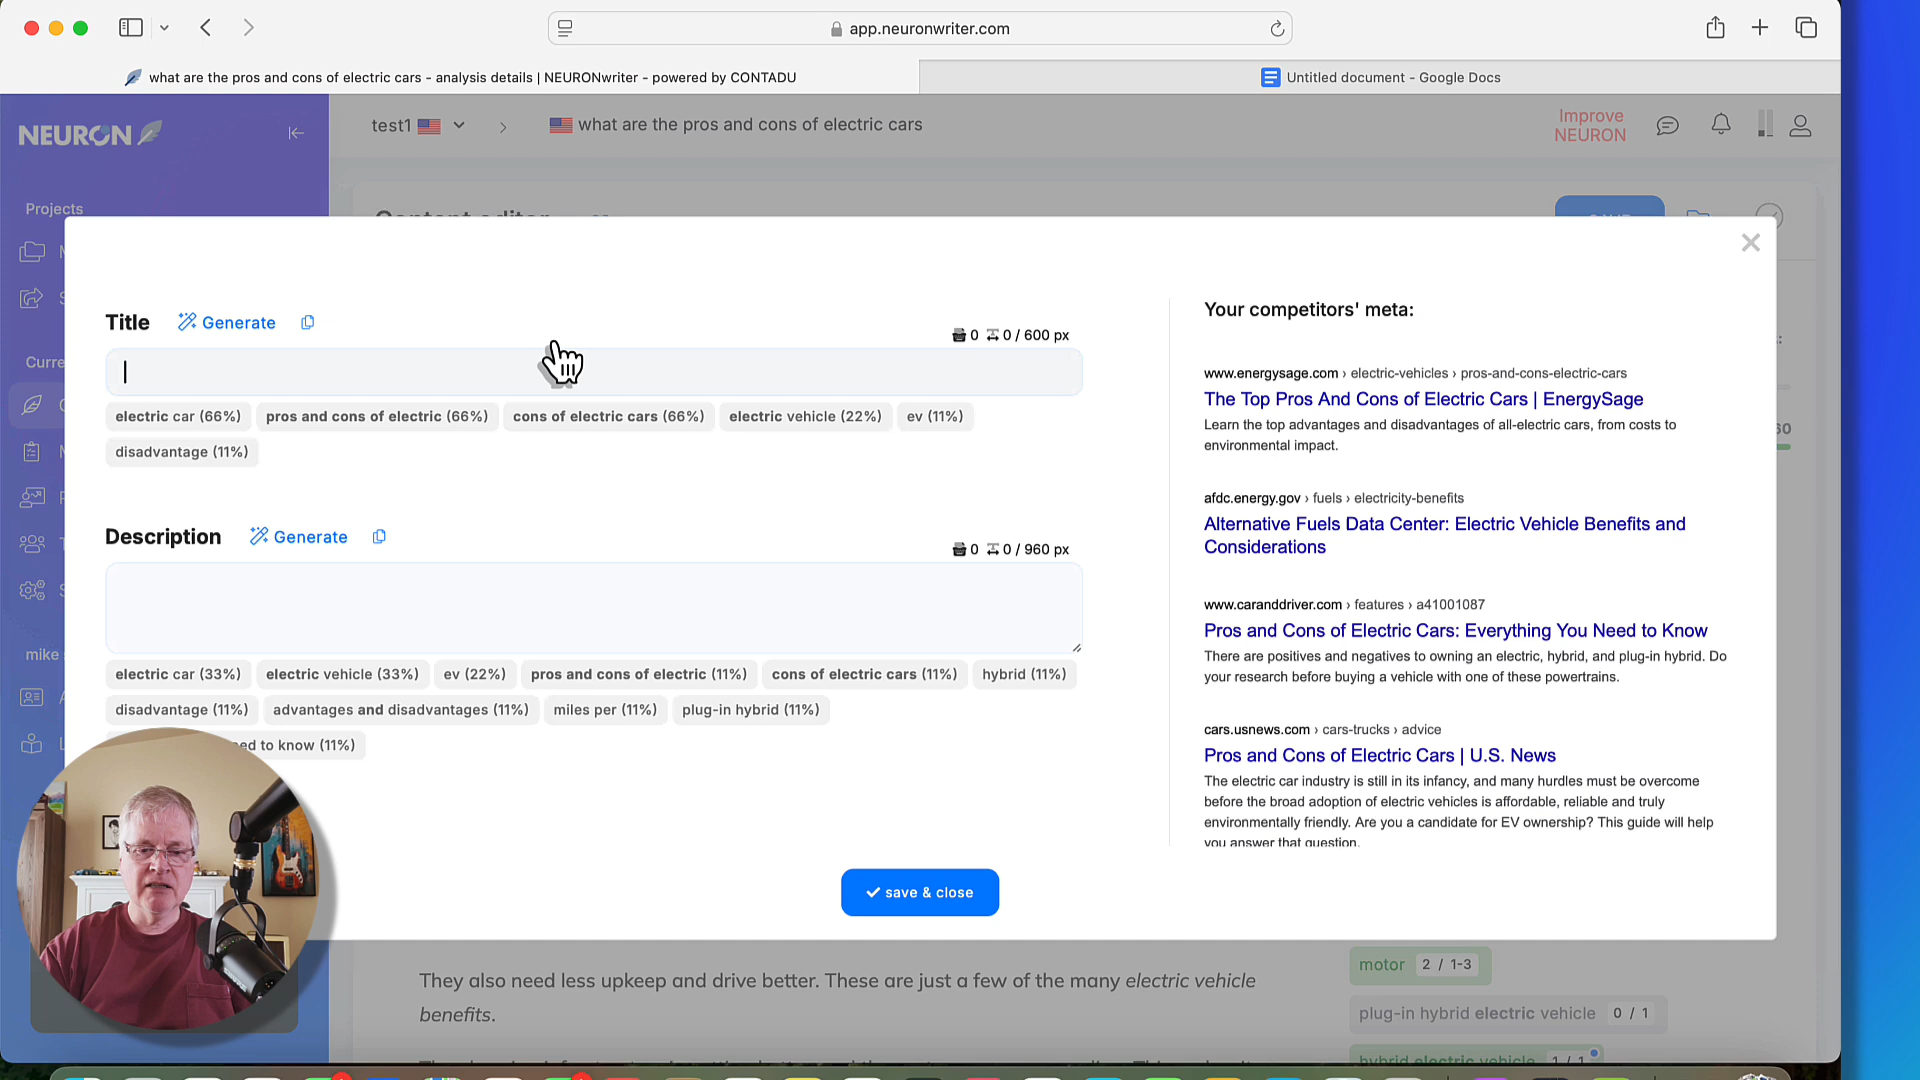 app.neuronwriter.com
what are the pros and cons of electric cars - analysis details | NEURONwriter - powered by CONTADU
Untitled document - Google Docs
NEURON
test1
what are the pros and cons of electric cars
Improve
NEURON
Projects
Content editor
SAVE
Title
Generate
0 0 / 600 px
electric car (66%)
pros and cons of electric (66%)
cons of electric cars (66%)
electric vehicle (22%)
ev (11%)
disadvantage (11%)
Description
Generate
0 0 / 960 px
electric car (33%)
electric vehicle (33%)
ev (22%)
pros and cons of electric (11%)
cons of electric cars (11%)
hybrid (11%)
disadvantage (11%)
advantages and disadvantages (11%)
miles per (11%)
plug-in hybrid (11%)
to know (11%)
mike
Your competitors' meta:
www.energysage.com › electric-vehicles › pros-and-cons-electric-cars
The Top Pros And Cons of Electric Cars | EnergySage
Learn the top advantages and disadvantages of all-electric cars, from costs to
environmental impact.
afdc.energy.gov › fuels › electricity-benefits
Alternative Fuels Data Center: Electric Vehicle Benefits and
Considerations
www.caranddriver.com › features › a41001087
Pros and Cons of Electric Cars: Everything You Need to Know
There are positives and negatives to owning an electric, hybrid, and plug-in hybrid. Do
your research before buying a vehicle with one of these powertrains.
cars.usnews.com › cars-trucks › advice
Pros and Cons of Electric Cars | U.S. News
The electric car industry is still in its infancy, and many hurdles must be overcome
before the broad adoption of electric vehicles is affordable, reliable and truly
environmentally friendly. Are you a candidate for EV ownership? This guide will help
you answer that question.
save & close
They also need less upkeep and drive better. These are just a few of the many electric vehicle
benefits.
motor 2 / 1-3
plug-in hybrid electric vehicle 0 / 1
hybrid electric vehicle 1 / 1